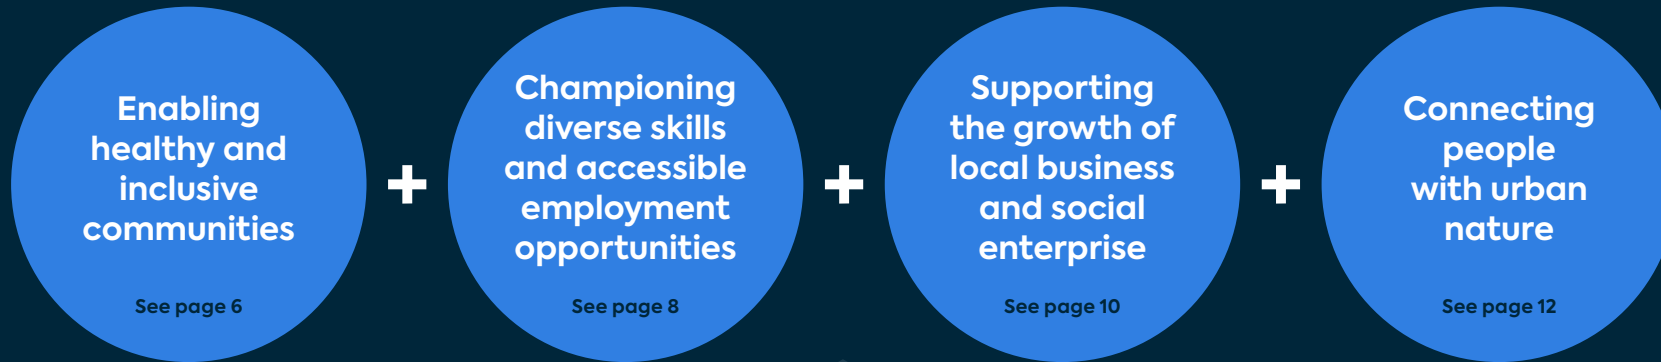 Enabling
healthy and
inclusive
communities
See page 6
+
Championing
diverse skills
and accessible
employment
opportunities
See page 8
+
Supporting
the growth of
local business
and social
enterprise
See page 10
+
Connecting
people
with urban
nature
See page 12